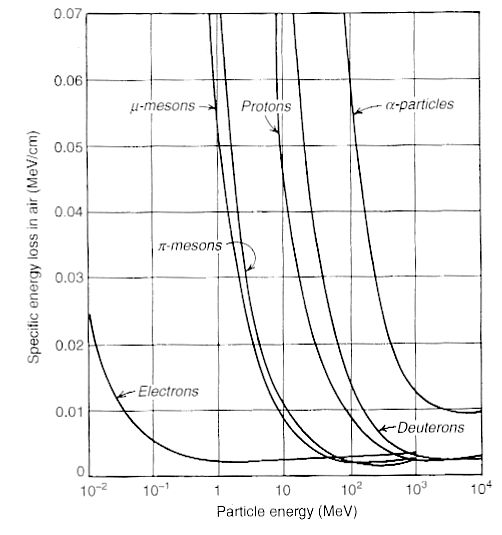 Specific energy loss in air (MeV/cm)
0.07
0.06
0.05
0.04
0.03
0.02
0.01
0
μ-mesons
Protons
α-particles
π-mesons
Electrons
Deuterons
10⁻²
10⁻¹
1
10
10²
10³
10⁴
Particle energy (MeV)